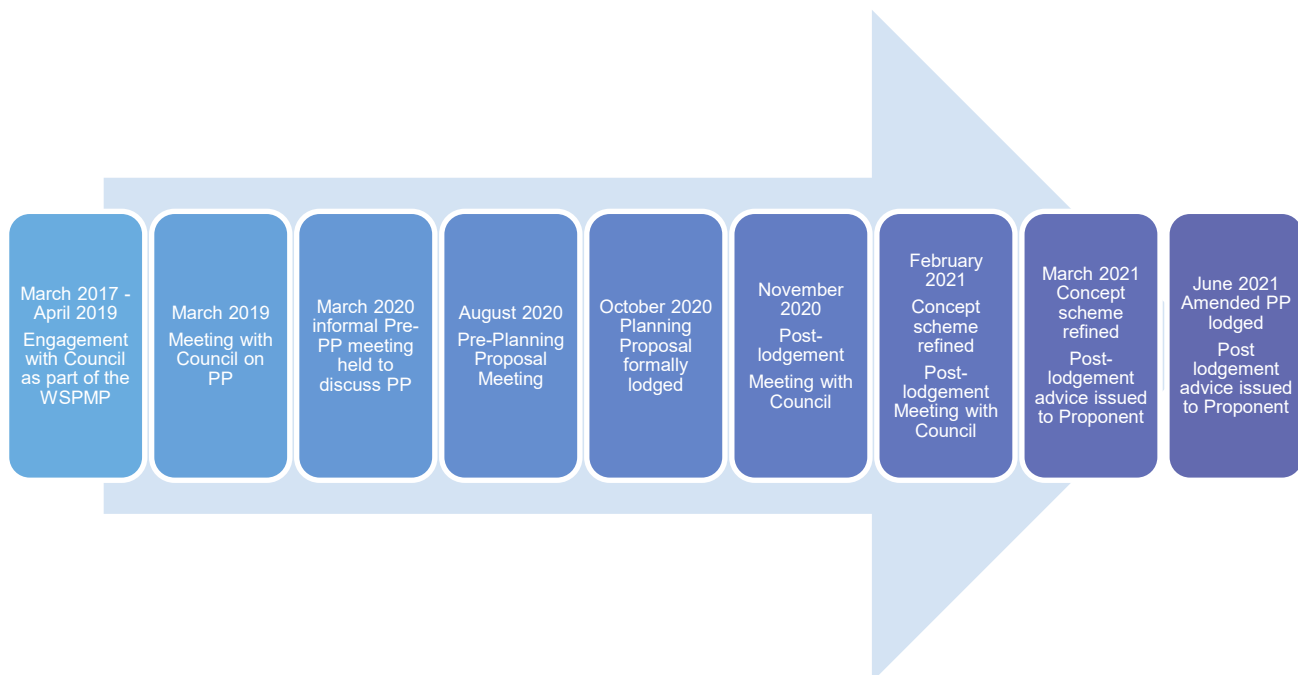 March 2017 -
April 2019
Engagement
with Council
as part of the
WSPMP
March 2019
Meeting with
Council on
PP
March 2020
informal Pre-
PP meeting
held to
discuss PP
August 2020
Pre-Planning
Proposal
Meeting
October 2020
Planning
Proposal
formally
lodged
November
2020
Post-
lodgement
Meeting with
Council
February
2021
Concept
scheme
refined
Post-
lodgement
Meeting with
Council
March 2021
Concept
scheme
refined
Post-
lodgement
advice issued
to Proponent
June 2021
Amended PP
lodged
Post
lodgement
advice issued
to Proponent